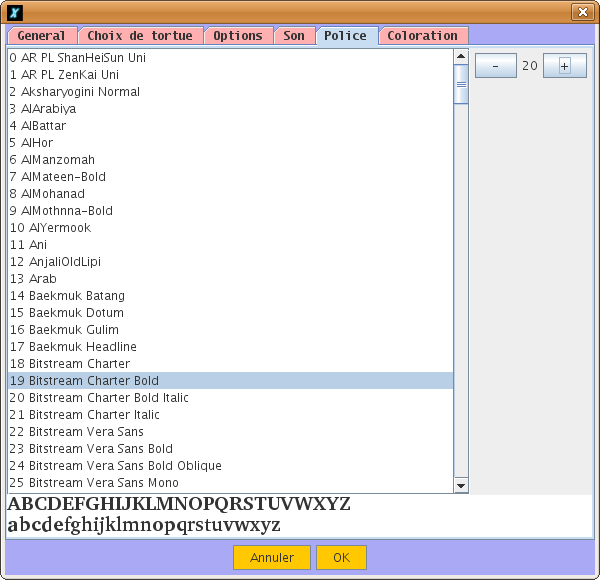 General Choix de tortue Options Son Police Coloration
- 20 +
0 AR PL ShanHeiSun Uni
1 AR PL ZenKai Uni
2 Aksharyogini Normal
3 AlArabiya
4 AlBattar
5 AlHor
6 AlManzomah
7 AlMateen-Bold
8 AlMohanad
9 AlMothnna-Bold
10 AlYermook
11 Ani
12 AnjaliOldLipi
13 Arab
14 Baekmuk Batang
15 Baekmuk Dotum
16 Baekmuk Gulim
17 Baekmuk Headline
18 Bitstream Charter
19 Bitstream Charter Bold
20 Bitstream Charter Bold Italic
21 Bitstream Charter Italic
22 Bitstream Vera Sans
23 Bitstream Vera Sans Bold
24 Bitstream Vera Sans Bold Oblique
25 Bitstream Vera Sans Mono
ABCDEFGHIJKLMNOPQRSTUVWXYZ
abcdefghijklmnopqrstuvwxyz
Annuler OK